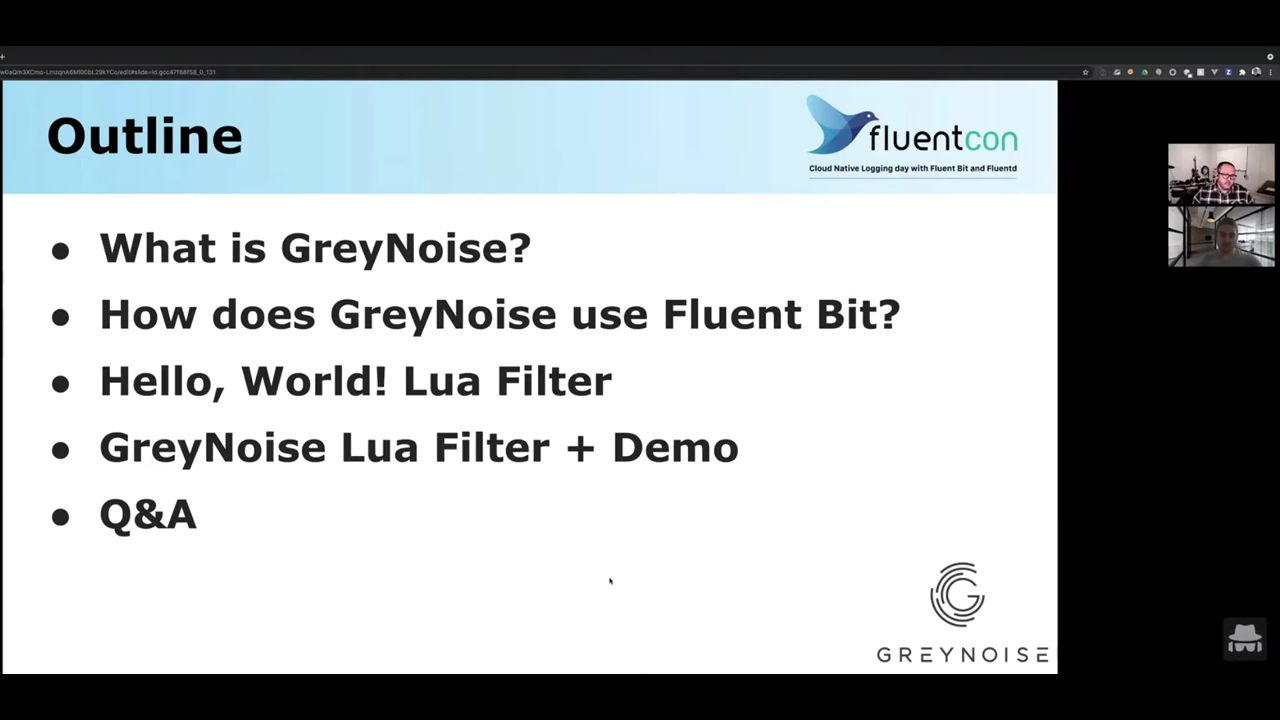 Outline
fluentcon
Cloud Native Logging day with Fluent Bit and Fluentd
● What is GreyNoise?
● How does GreyNoise use Fluent Bit?
● Hello, World! Lua Filter
● GreyNoise Lua Filter + Demo
● Q&A
GREYNOISE